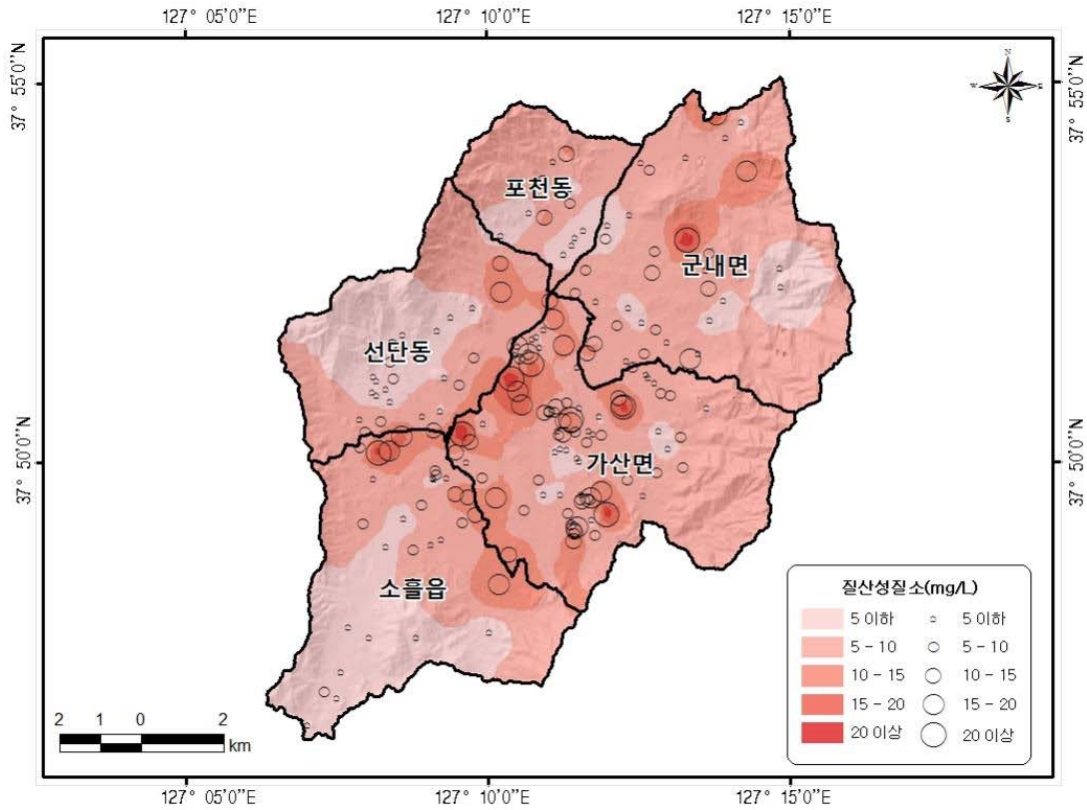 127° 05'0"E 127° 10'0"E 127° 15'0"E
37° 55'0"N 37° 55'0"N
N
W E
S
포천동
군내면
선단동
37° 50'0"N 37° 50'0"N
가산면
소흘읍
질산성질소(mg/L)
5 이하 5 이하
5 - 10 5 - 10
10 - 15 10 - 15
15 - 20 15 - 20
20 이상 20 이상
2 1 0 2
km
127° 05'0"E 127° 10'0"E 127° 15'0"E